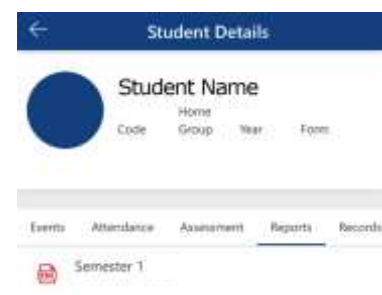 Student Details
Student Name
Code Home Group Year Form
Events Attendance Assessment Reports Records
Semester 1